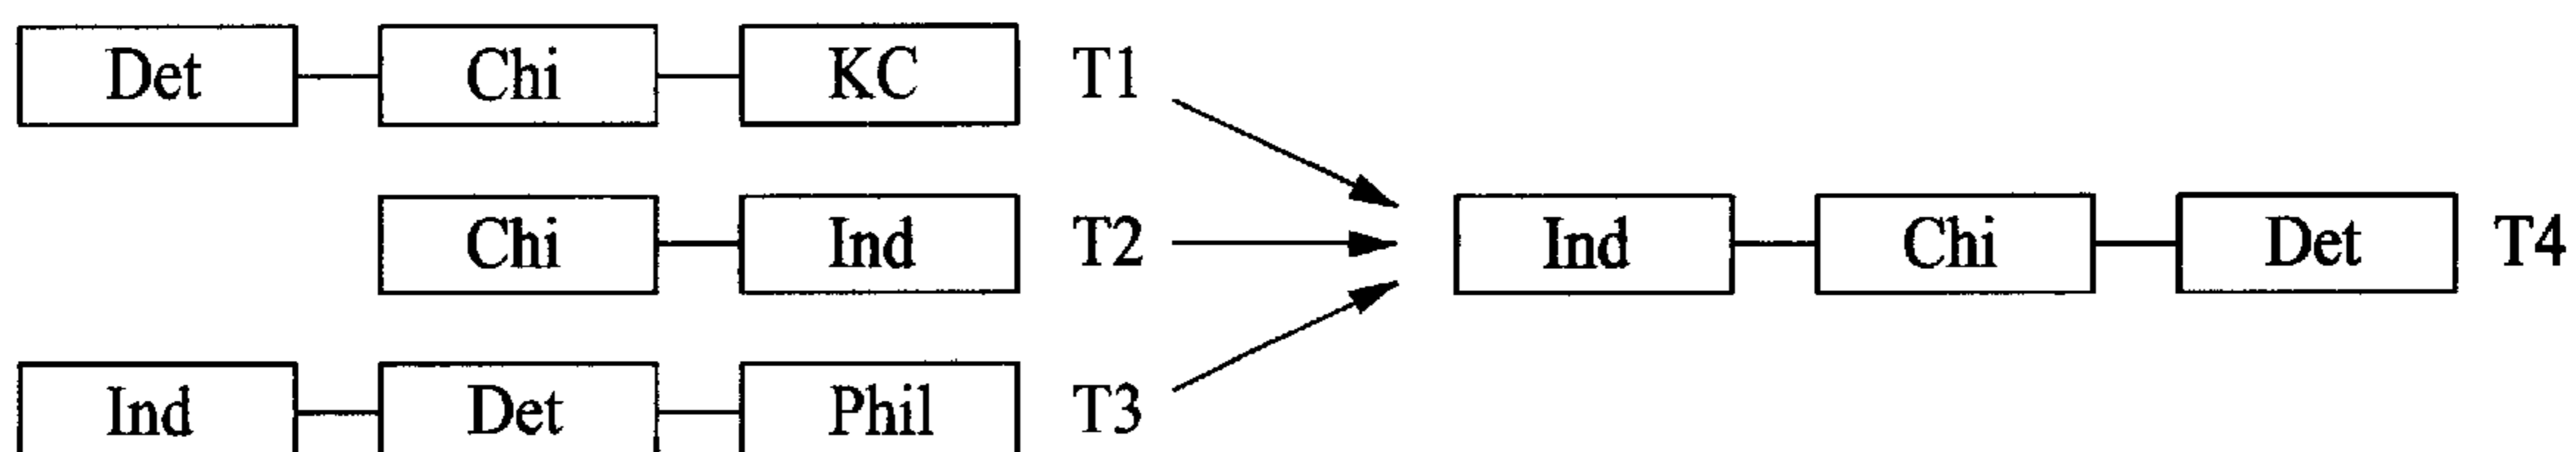 Det Chi KC T1
Chi Ind T2 Ind Chi Det T4
Ind Det Phil T3